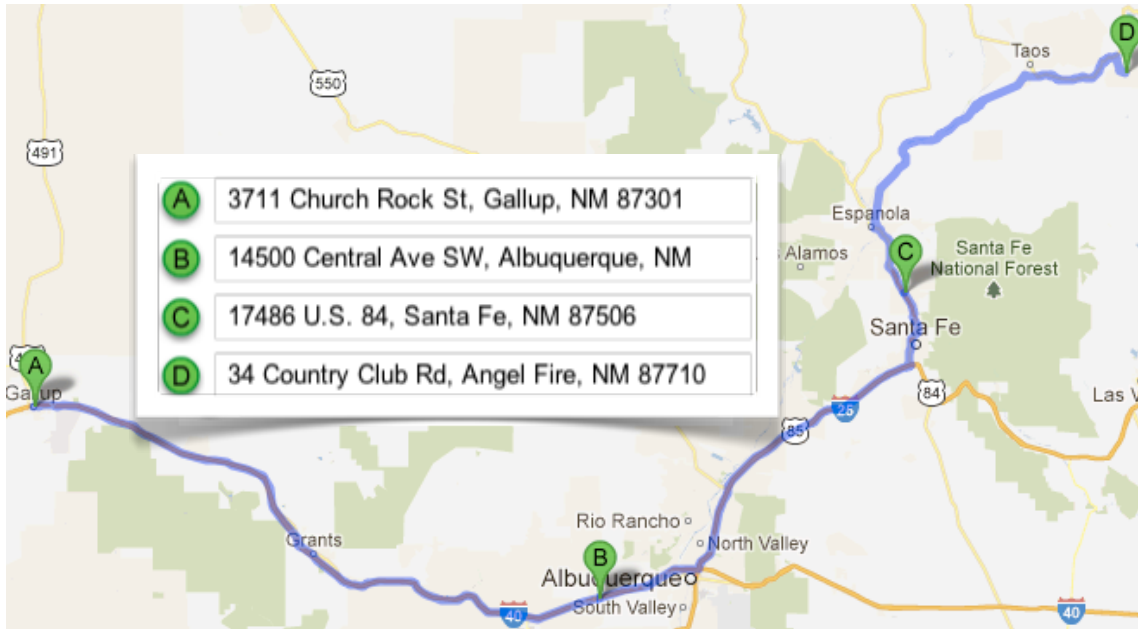 D
Taos
550
491
A
3711 Church Rock St, Gallup, NM 87301
B
14500 Central Ave SW, Albuquerque, NM
C
17486 U.S. 84, Santa Fe, NM 87506
D
34 Country Club Rd, Angel Fire, NM 87710
Espanola
C
Alamos
Santa Fe
National Forest
Santa Fe
A
Gallup
84
Las V
25
85
Rio Rancho
North Valley
Grants
B
Albuquerque
South Valley
40
40